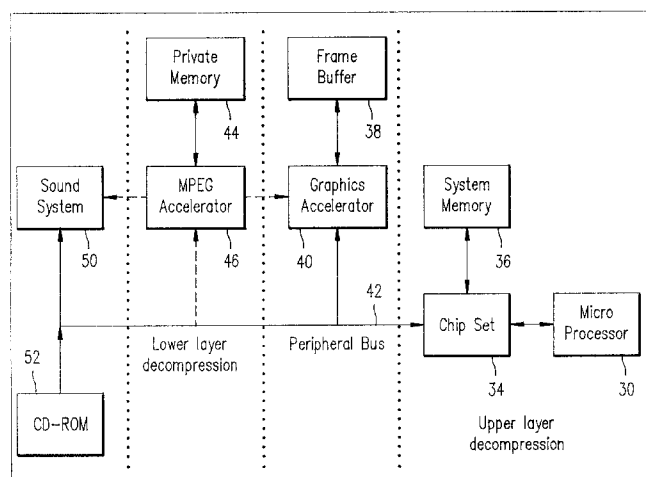 Private
Memory
44
Frame
Buffer
38
Sound
System
50
MPEG
Accelerator
46
Graphics
Accelerator
40
System
Memory
36
42
Chip Set
34
Micro
Processor
30
Lower layer
decompression
Peripheral Bus
52
CD-ROM
Upper layer
decompression